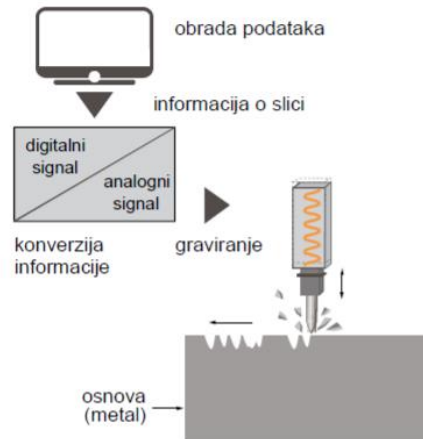 obrada podataka
informacija o slici
digitalni
signal
analogni
signal
konverzija
informacije
graviranje
osnova
(metal)